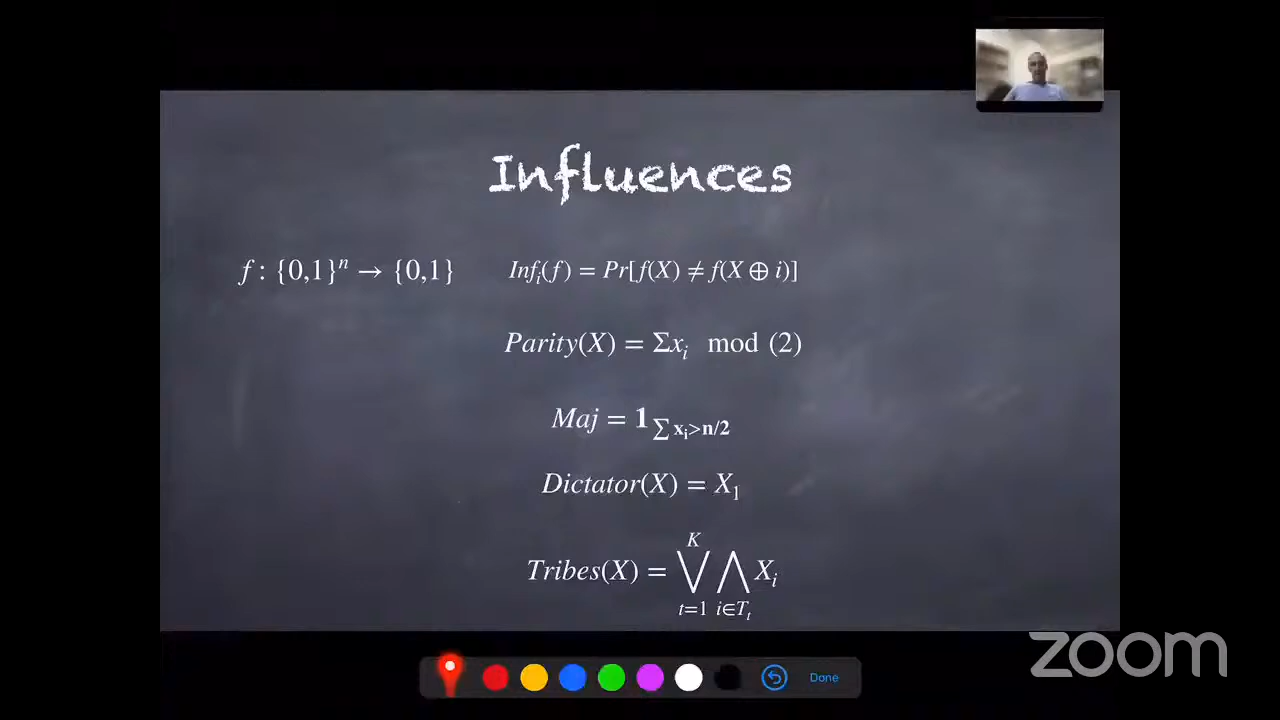 Influences
f : {0,1}ⁿ → {0,1} Infᵢ(f) = Pr[f(X) ≠ f(X ⊕ i)]
Parity(X) = Σxᵢ mod (2)
Maj = 𝟏_{∑ xᵢ>n/2}
Dictator(X) = X₁
Tribes(X) = ⋁_{t=1}^{K} ⋀_{i∈T_t} Xᵢ
zoom
Done